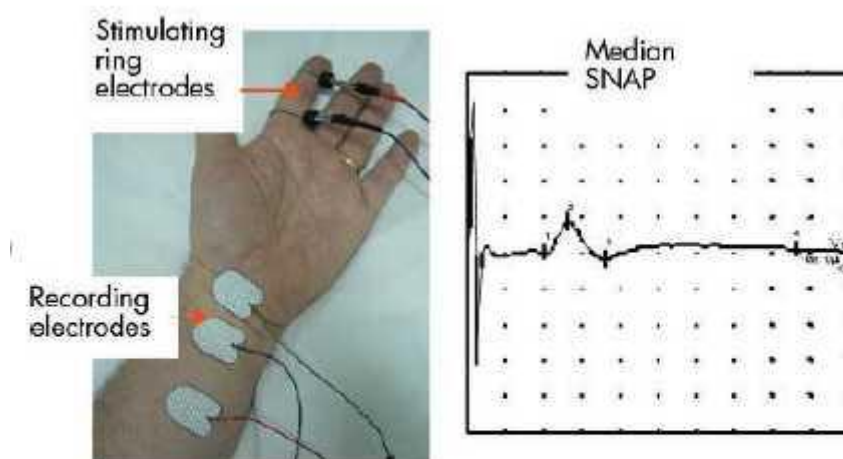 Stimulating
ring
electrodes
Recording
electrodes
Median
SNAP
1
2
3
4